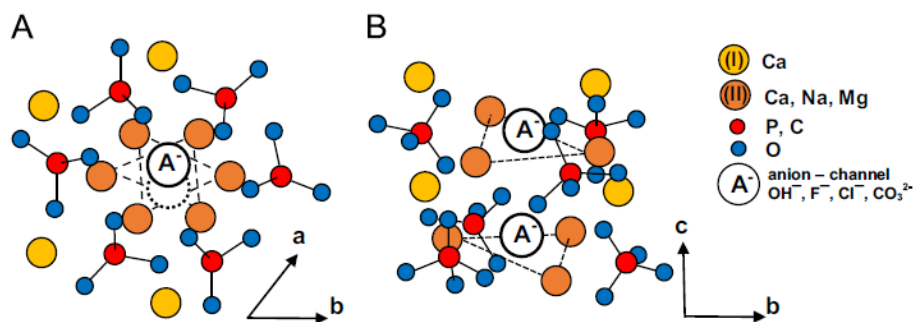 A
B
A⁻
a
b
A⁻
A⁻
c
b
(I) Ca
(II) Ca, Na, Mg
P, C
O
A⁻ anion – channel
OH⁻, F⁻, Cl⁻, CO₃²⁻